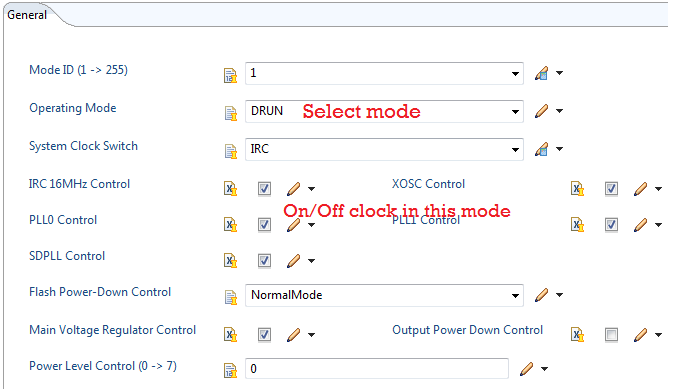 General
Mode ID (1 -> 255) 1
Operating Mode DRUN Select mode
System Clock Switch IRC
IRC 16MHz Control XOSC Control
On/Off clock in this mode
PLL0 Control PLL1 Control
SDPLL Control
Flash Power-Down Control NormalMode
Main Voltage Regulator Control Output Power Down Control
Power Level Control (0 -> 7) 0